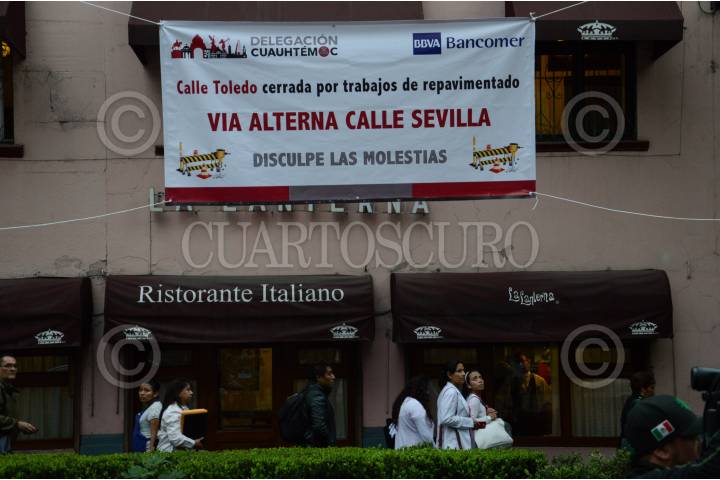 DELEGACIÓN
CUAUHTÉMOC
BBVA Bancomer
Calle Toledo cerrada por trabajos de repavimentado
VIA ALTERNA CALLE SEVILLA
DISCULPE LAS MOLESTIAS
LA LANTERNA
© ©
CUARTOSCURO
Ristorante Italiano
LaLanterna
© ©